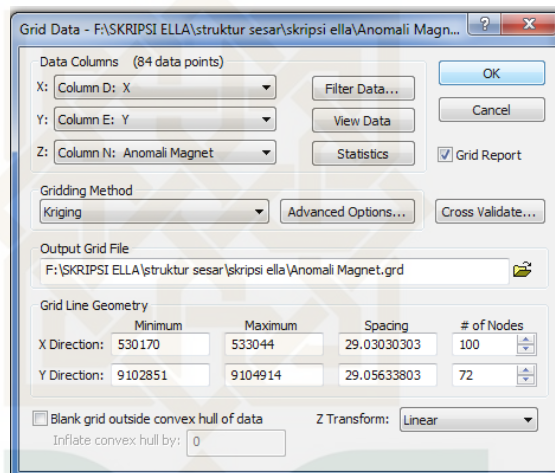 Grid Data - F:\SKRIPSI ELLA\struktur sesar\skripsi ella\Anomali Magn...
Data Columns (84 data points)
X: Column D: X
Filter Data...
OK
Y: Column E: Y
View Data
Cancel
Z: Column N: Anomali Magnet
Statistics
Grid Report
Gridding Method
Kriging
Advanced Options...
Cross Validate...
Output Grid File
F:\SKRIPSI ELLA\struktur sesar\skripsi ella\Anomali Magnet.grd
Grid Line Geometry
Minimum Maximum Spacing # of Nodes
X Direction: 530170 533044 29.03030303 100
Y Direction: 9102851 9104914 29.05633803 72
Blank grid outside convex hull of data
Z Transform: Linear
Inflate convex hull by: 0